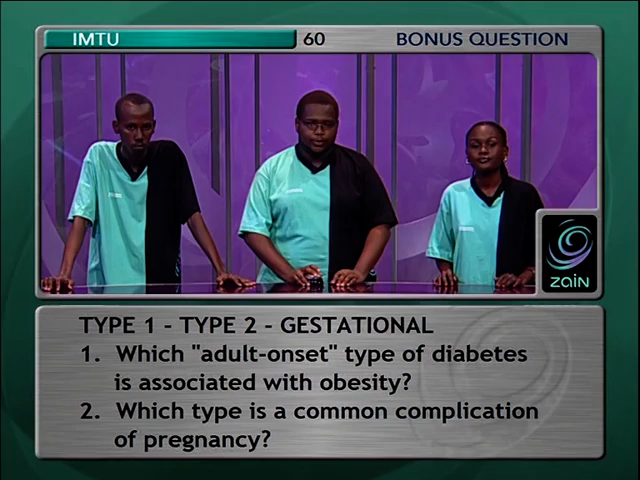 IMTU 60 BONUS QUESTION
zain
TYPE 1 - TYPE 2 - GESTATIONAL
1. Which "adult-onset" type of diabetes
is associated with obesity?
2. Which type is a common complication
of pregnancy?